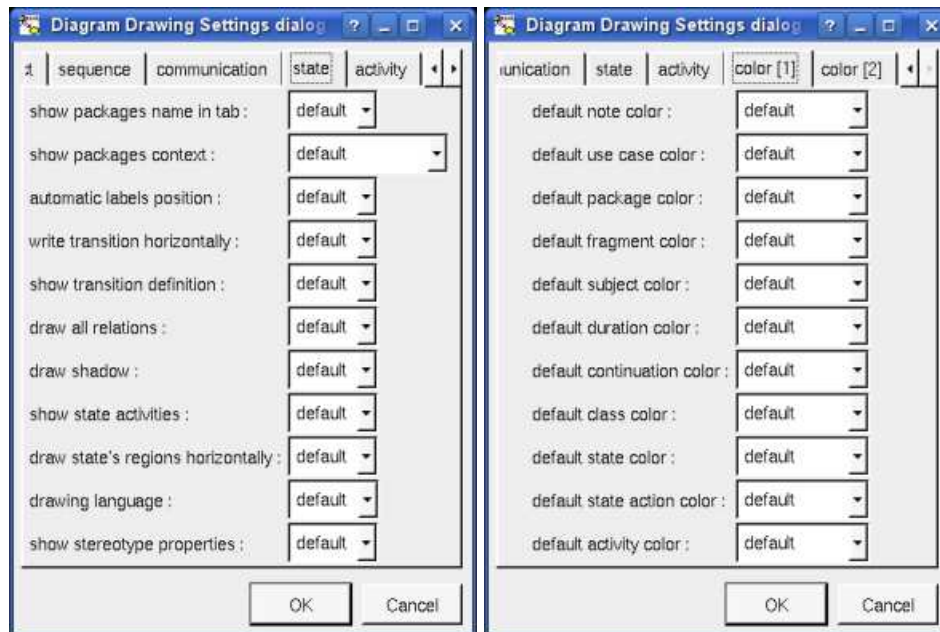 Diagram Drawing Settings dialog
sequence communication state activity
show packages name in tab : default
show packages context : default
automatic labels position : default
write transition horizontally : default
show transition definition : default
draw all relations : default
draw shadow : default
show state activities : default
draw state's regions horizontally : default
drawing language : default
show stereotype properties : default
OK Cancel
Diagram Drawing Settings dialog
unication state activity color [1] color [2]
default note color : default
default use case color : default
default package color : default
default fragment color : default
default subject color : default
default duration color : default
default continuation color : default
default class color : default
default state color : default
default state action color : default
default activity color : default
OK Cancel